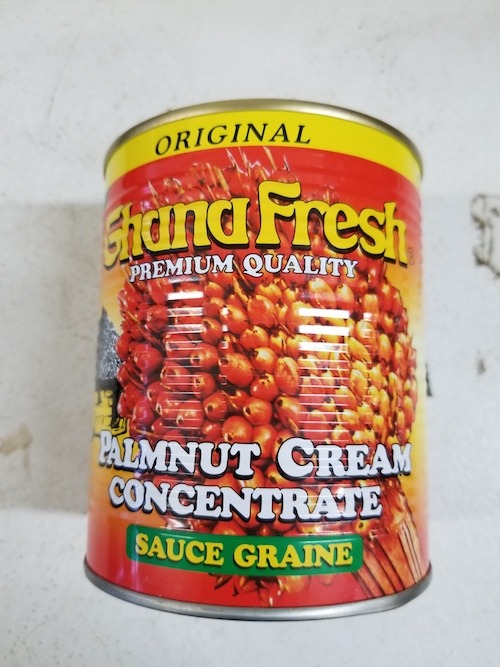 ORIGINAL
Ghana Fresh
PREMIUM QUALITY
PALMNUT CREAM
CONCENTRATE
SAUCE GRAINE